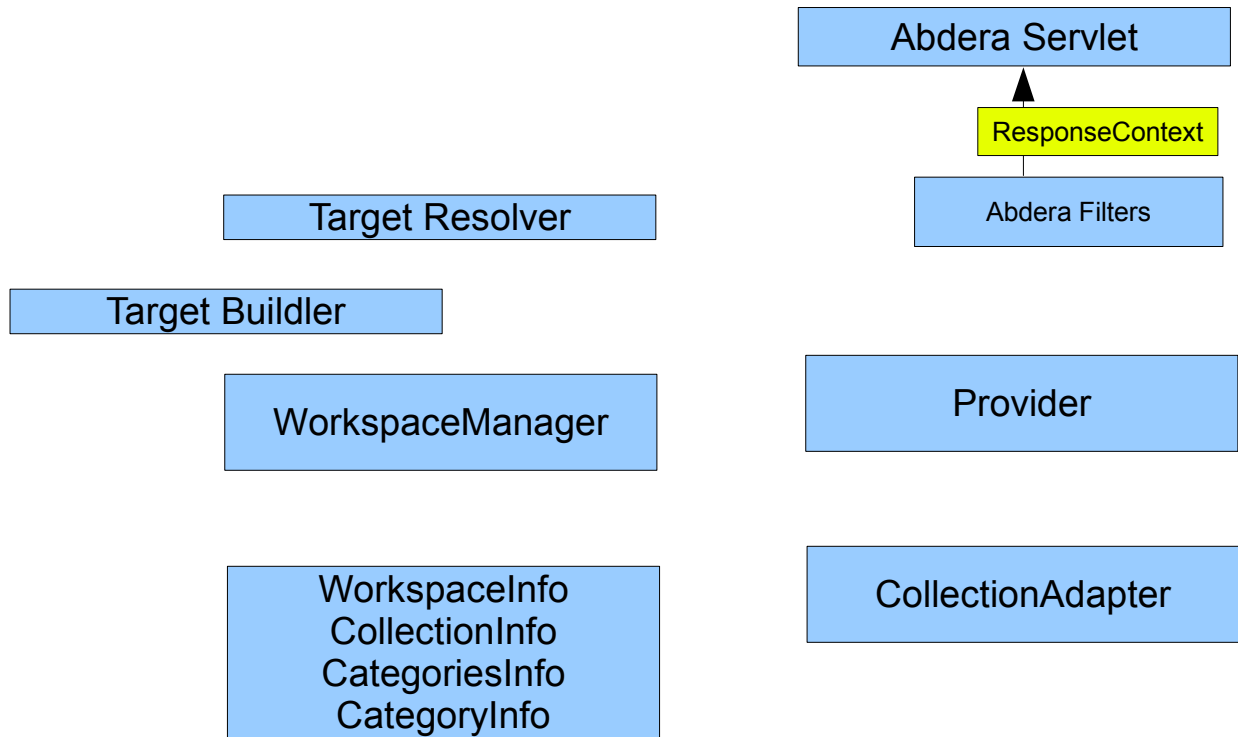 Abdera Servlet
ResponseContext
Abdera Filters
Target Resolver
Target Buildler
WorkspaceManager
Provider
WorkspaceInfo
CollectionInfo
CategoriesInfo
CategoryInfo
CollectionAdapter